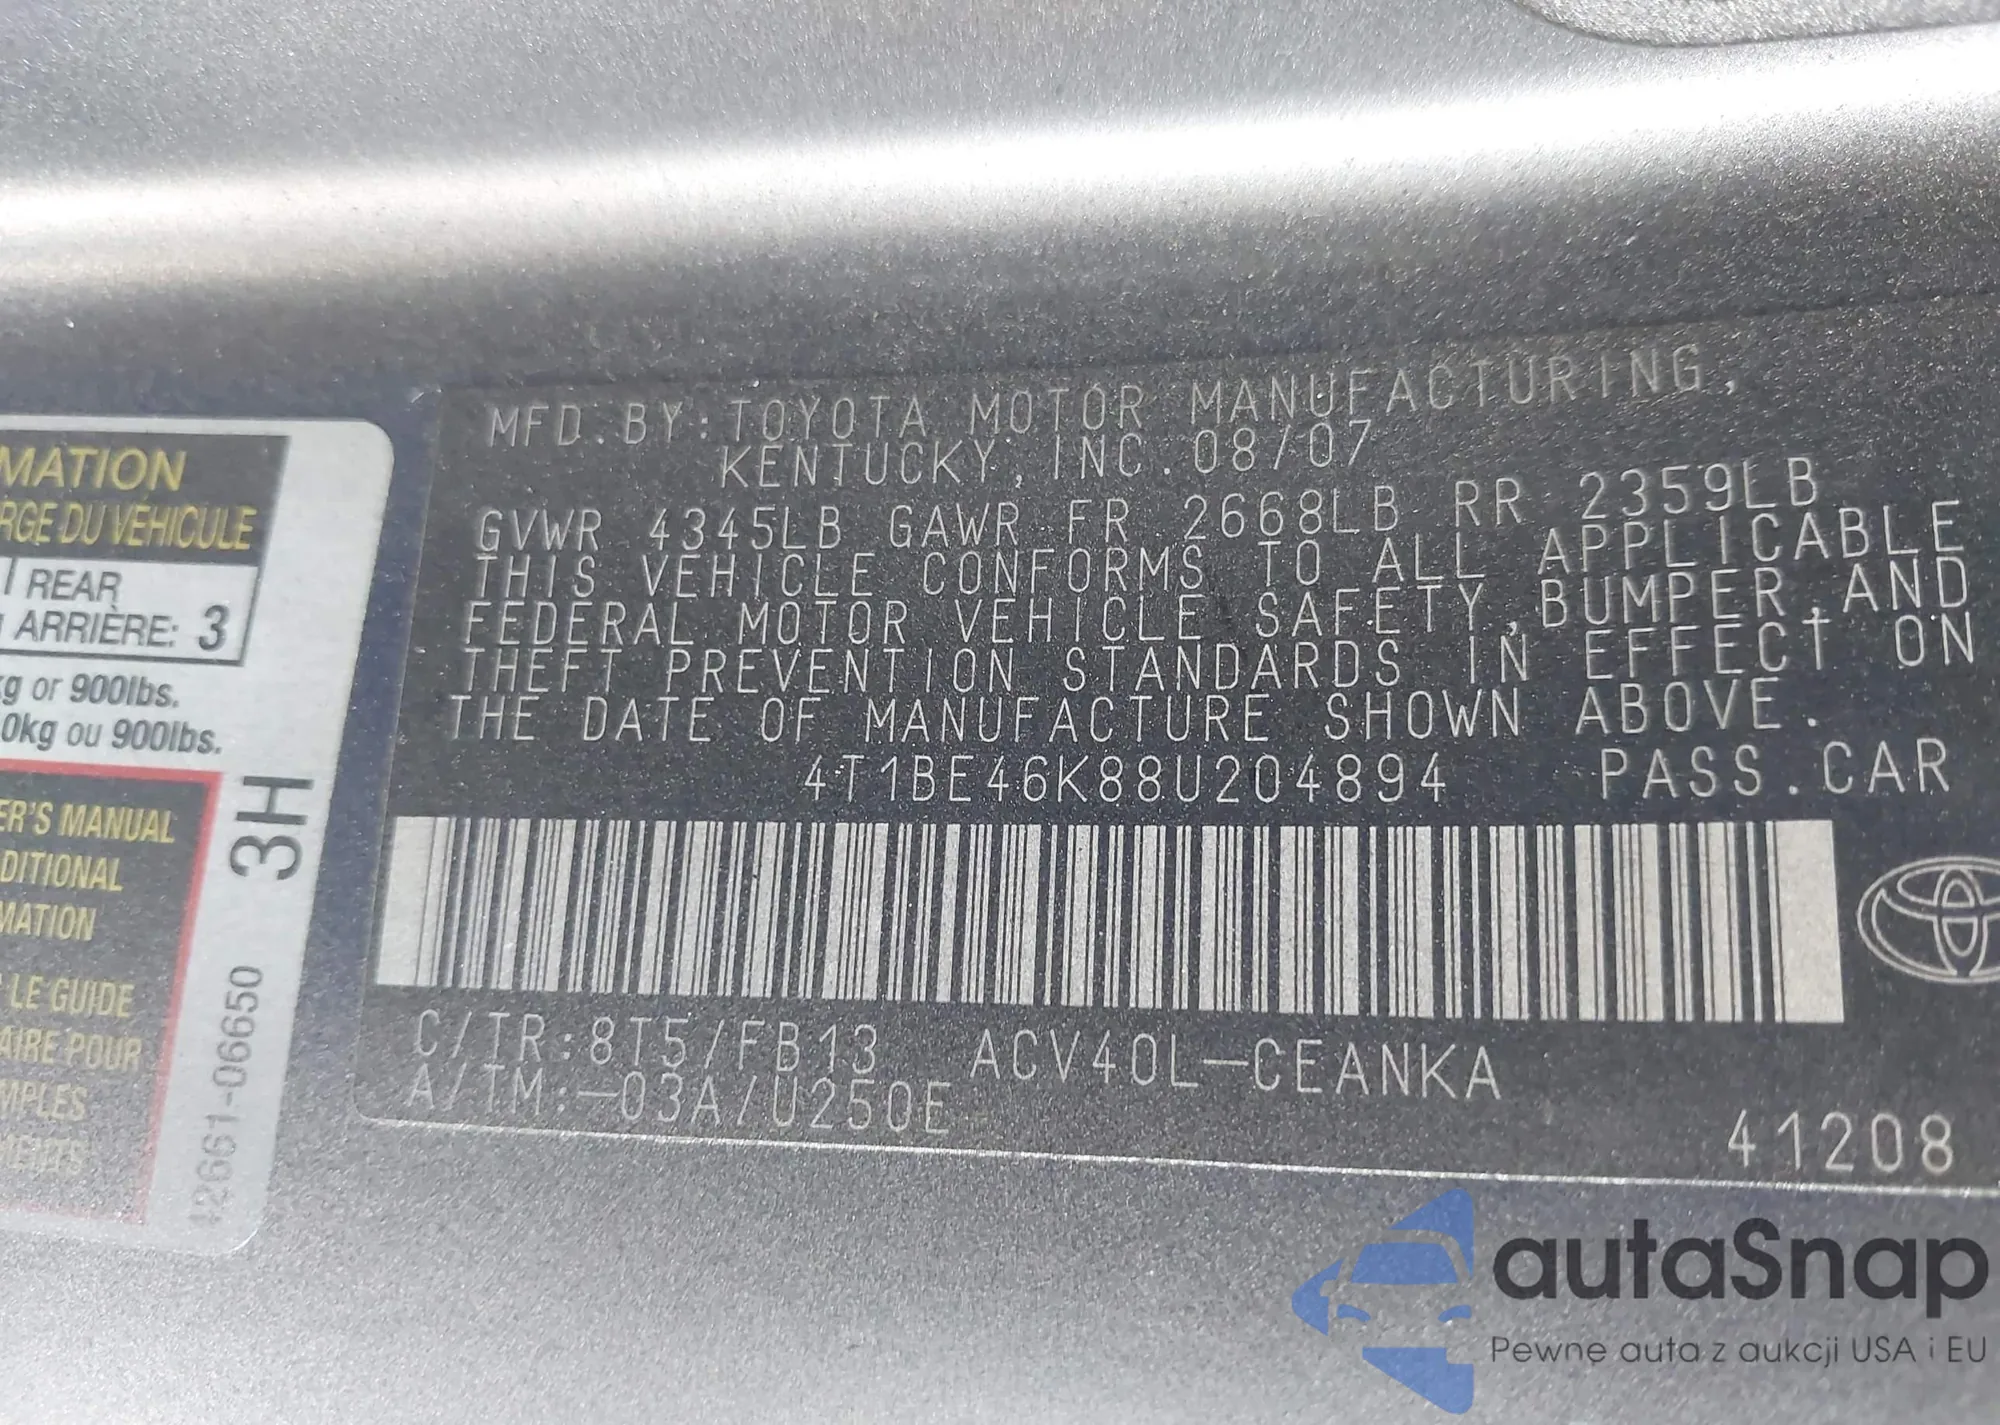 MATION
RGE DU VÉHICULE
REAR
ARRIÈRE: 3
kg or 900lbs.
0kg ou 900lbs.
ER'S MANUAL
DITIONAL
MATION
LE GUIDE
AIRE POUR
MPLES
MENTS
3H
42661-06650
MFD.BY:TOYOTA MOTOR MANUFACTURING,
KENTUCKY,INC.08/07
GVWR 4345LB GAWR FR 2668LB RR 2359LB
THIS VEHICLE CONFORMS TO ALL APPLICABLE
FEDERAL MOTOR VEHICLE SAFETY,BUMPER,AND
THEFT PREVENTION STANDARDS IN EFFECT ON
THE DATE OF MANUFACTURE SHOWN ABOVE.
4T1BE46K88U204894 PASS.CAR
C/TR:8T5/FB13 ACV40L-CEANKA
A/TM:-03A/U250E
41208
autaSnap
Pewne auta z aukcji USA i EU